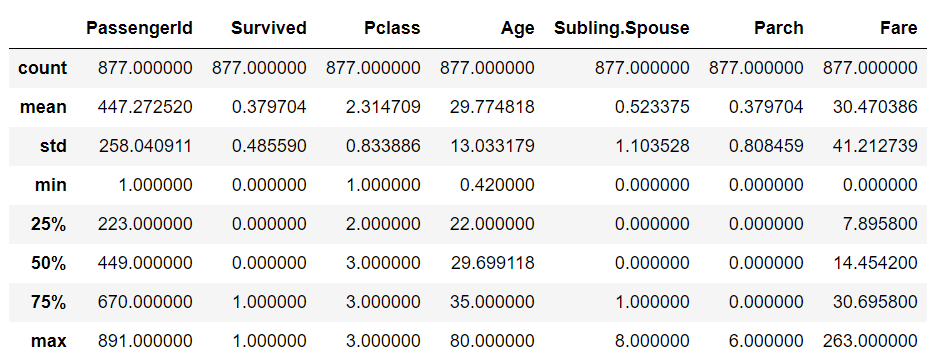 PassengerId Survived Pclass Age Subling.Spouse Parch Fare
count 877.000000 877.000000 877.000000 877.000000 877.000000 877.000000 877.000000
mean 447.272520 0.379704 2.314709 29.774818 0.523375 0.379704 30.470386
std 258.040911 0.485590 0.833886 13.033179 1.103528 0.808459 41.212739
min 1.000000 0.000000 1.000000 0.420000 0.000000 0.000000 0.000000
25% 223.000000 0.000000 2.000000 22.000000 0.000000 0.000000 7.895800
50% 449.000000 0.000000 3.000000 29.699118 0.000000 0.000000 14.454200
75% 670.000000 1.000000 3.000000 35.000000 1.000000 0.000000 30.695800
max 891.000000 1.000000 3.000000 80.000000 8.000000 6.000000 263.000000